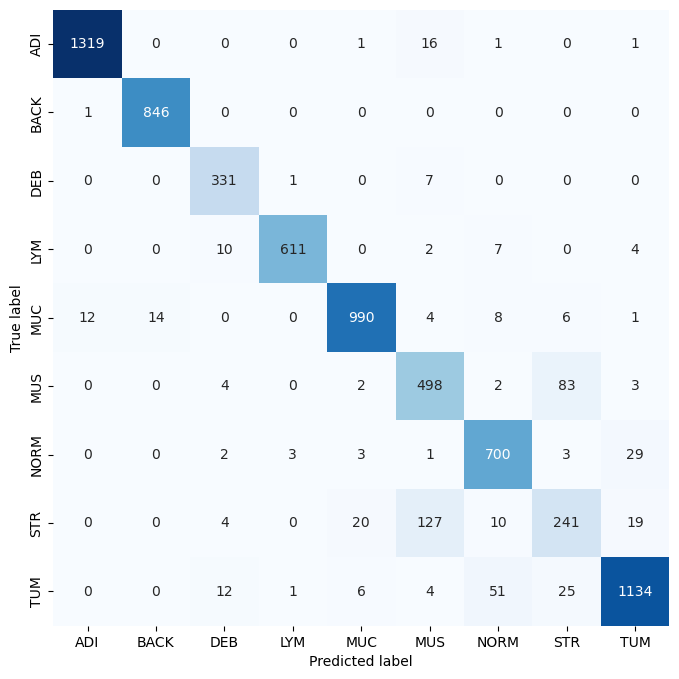 ADI 1319 0 0 0 1 16 1 0 1
BACK 1 846 0 0 0 0 0 0 0
DEB 0 0 331 1 0 7 0 0 0
LYM 0 0 10 611 0 2 7 0 4
MUC 12 14 0 0 990 4 8 6 1
MUS 0 0 4 0 2 498 2 83 3
NORM 0 0 2 3 3 1 700 3 29
STR 0 0 4 0 20 127 10 241 19
TUM 0 0 12 1 6 4 51 25 1134
True label
ADI BACK DEB LYM MUC MUS NORM STR TUM
Predicted label